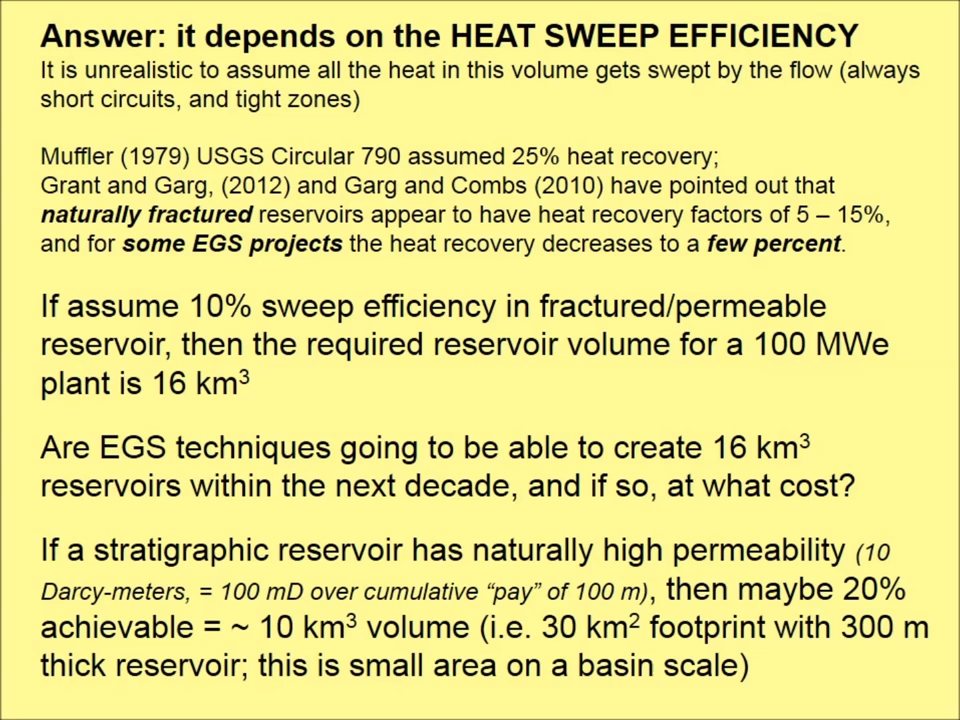 Answer: it depends on the HEAT SWEEP EFFICIENCY
It is unrealistic to assume all the heat in this volume gets swept by the flow (always
short circuits, and tight zones)
Muffler (1979) USGS Circular 790 assumed 25% heat recovery;
Grant and Garg, (2012) and Garg and Combs (2010) have pointed out that
naturally fractured reservoirs appear to have heat recovery factors of 5 – 15%,
and for some EGS projects the heat recovery decreases to a few percent.
If assume 10% sweep efficiency in fractured/permeable
reservoir, then the required reservoir volume for a 100 MWe
plant is 16 km³
Are EGS techniques going to be able to create 16 km³
reservoirs within the next decade, and if so, at what cost?
If a stratigraphic reservoir has naturally high permeability (10
Darcy-meters, = 100 mD over cumulative “pay” of 100 m), then maybe 20%
achievable = ~ 10 km³ volume (i.e. 30 km² footprint with 300 m
thick reservoir; this is small area on a basin scale)